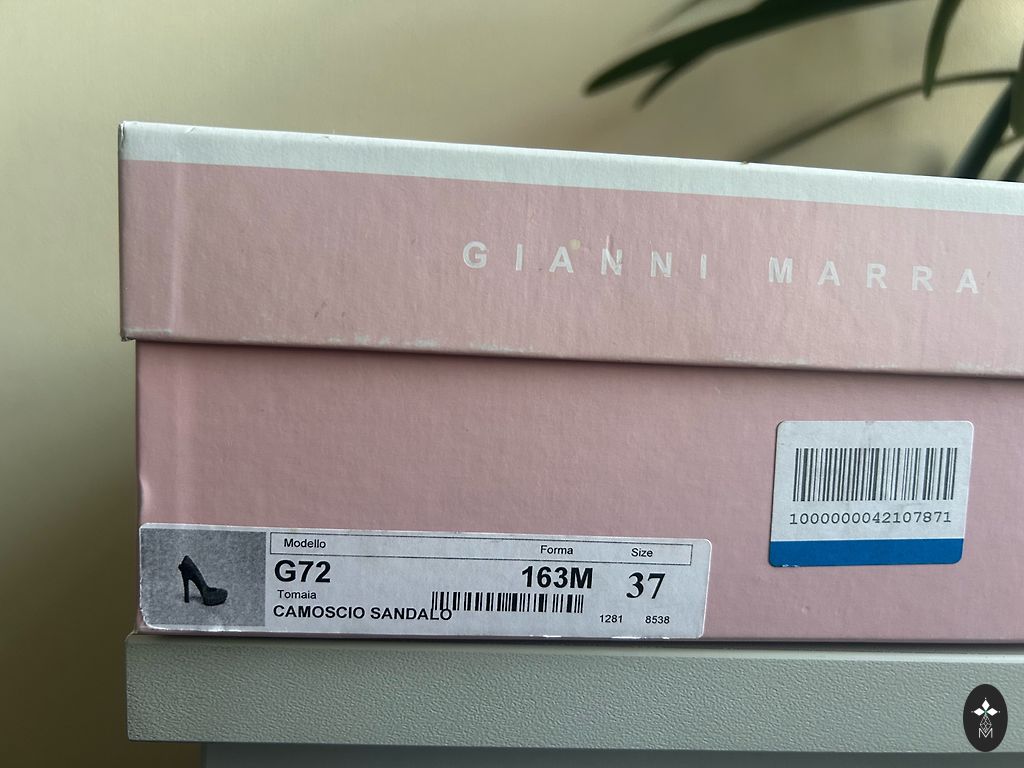 GIANNI MARRA
1000000042107871
Modello Forma Size
G72 163M 37
Tomaia
CAMOSCIO SANDALO 1281 8538
M